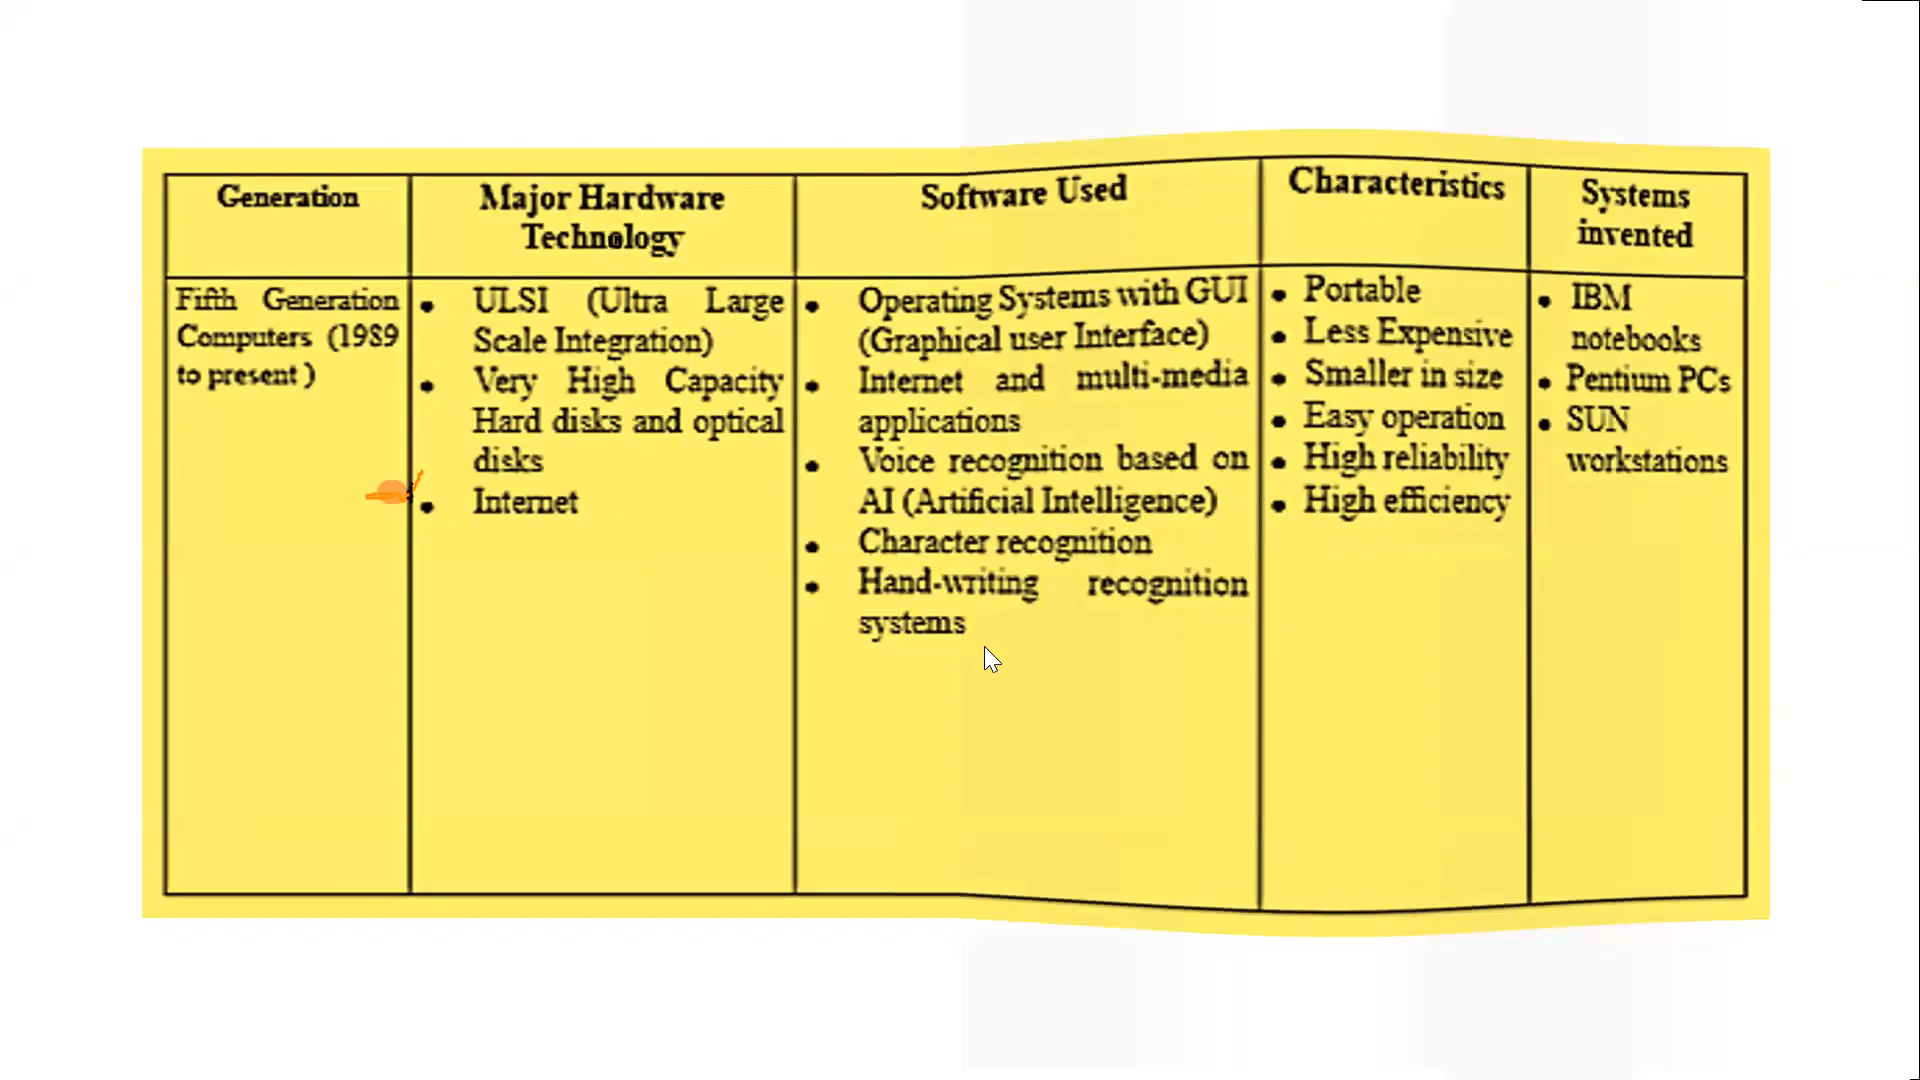 Generation
Major Hardware
Technology
Software Used
Characteristics
Systems
invented
Fifth Generation
Computers (1989
to present )
• ULSI (Ultra Large
Scale Integration)
• Very High Capacity
Hard disks and optical
disks
• Internet
• Operating Systems with GUI
(Graphical user Interface)
• Internet and multi-media
applications
• Voice recognition based on
AI (Artificial Intelligence)
• Character recognition
• Hand-writing recognition
systems
• Portable
• Less Expensive
• Smaller in size
• Easy operation
• High reliability
• High efficiency
• IBM
notebooks
• Pentium PCs
• SUN
workstations